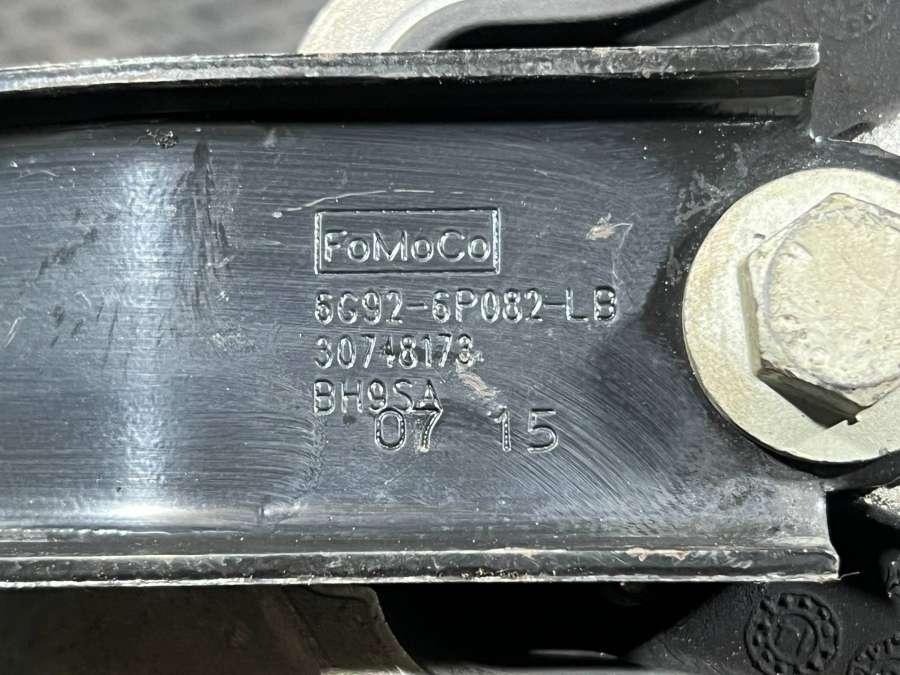 FoMoCo
6G92-6P082-LB
30748173
BH9SA
07 15